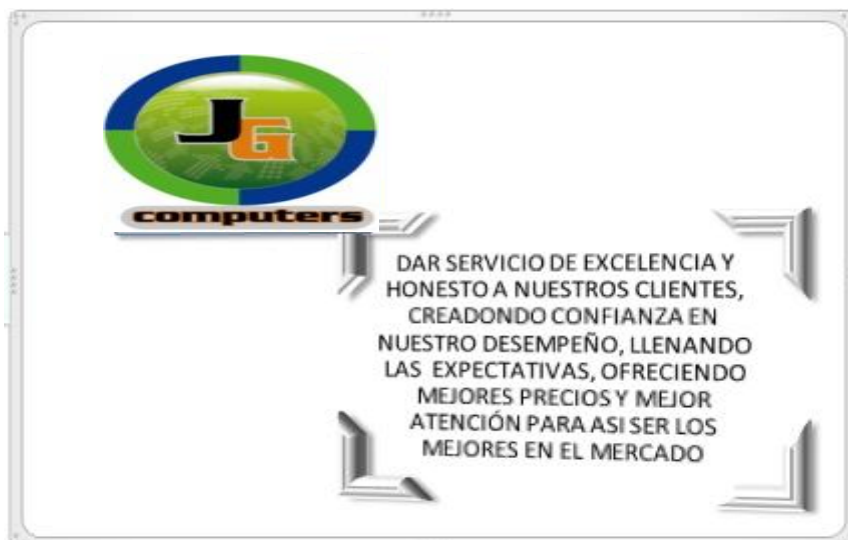 JG
computers
DAR SERVICIO DE EXCELENCIA Y
HONESTO A NUESTROS CLIENTES,
CREADONDO CONFIANZA EN
NUESTRO DESEMPEÑO, LLENANDO
LAS EXPECTATIVAS, OFRECIENDO
MEJORES PRECIOS Y MEJOR
ATENCIÓN PARA ASI SER LOS
MEJORES EN EL MERCADO